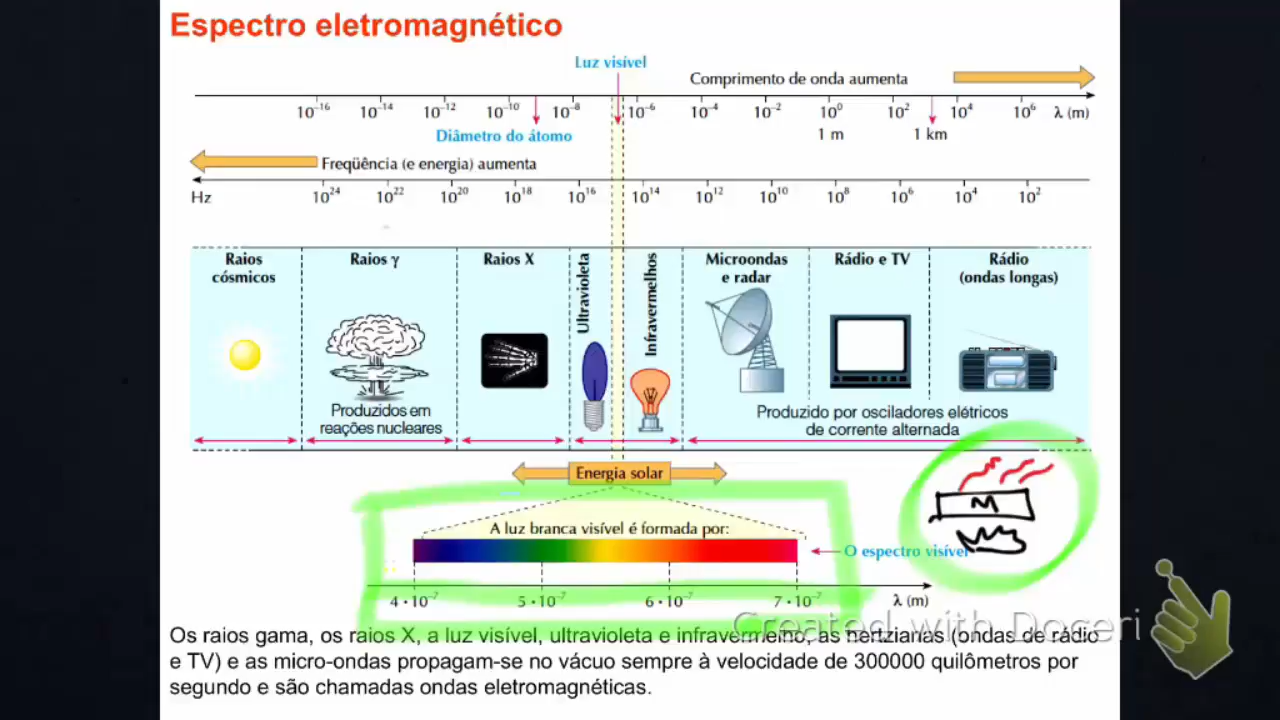 Espectro eletromagnético
Luz visível
Comprimento de onda aumenta
10⁻¹⁶ 10⁻¹⁴ 10⁻¹² 10⁻¹⁰ 10⁻⁸ 10⁻⁶ 10⁻⁴ 10⁻² 10⁰ 10² 10⁴ 10⁶ λ (m)
Diâmetro do átomo 1 m 1 km
Freqüência (e energia) aumenta
Hz 10²⁴ 10²² 10²⁰ 10¹⁸ 10¹⁶ 10¹⁴ 10¹² 10¹⁰ 10⁸ 10⁶ 10⁴ 10²
Raios
cósmicos
Raios γ
Raios X
Ultravioleta
Infravermelhos
Microondas
e radar
Rádio e TV
Rádio
(ondas longas)
Produzidos em
reações nucleares
Produzido por osciladores elétricos
de corrente alternada
Energia solar
M
A luz branca visível é formada por:
O espectro visível
4 · 10⁻⁷ 5 · 10⁻⁷ 6 · 10⁻⁷ 7 · 10⁻⁷ λ (m)
Created with Doceri
Os raios gama, os raios X, a luz visível, ultravioleta e infravermelho, as hertzianas (ondas de rádio
e TV) e as micro-ondas propagam-se no vácuo sempre à velocidade de 300000 quilômetros por
segundo e são chamadas ondas eletromagnéticas.